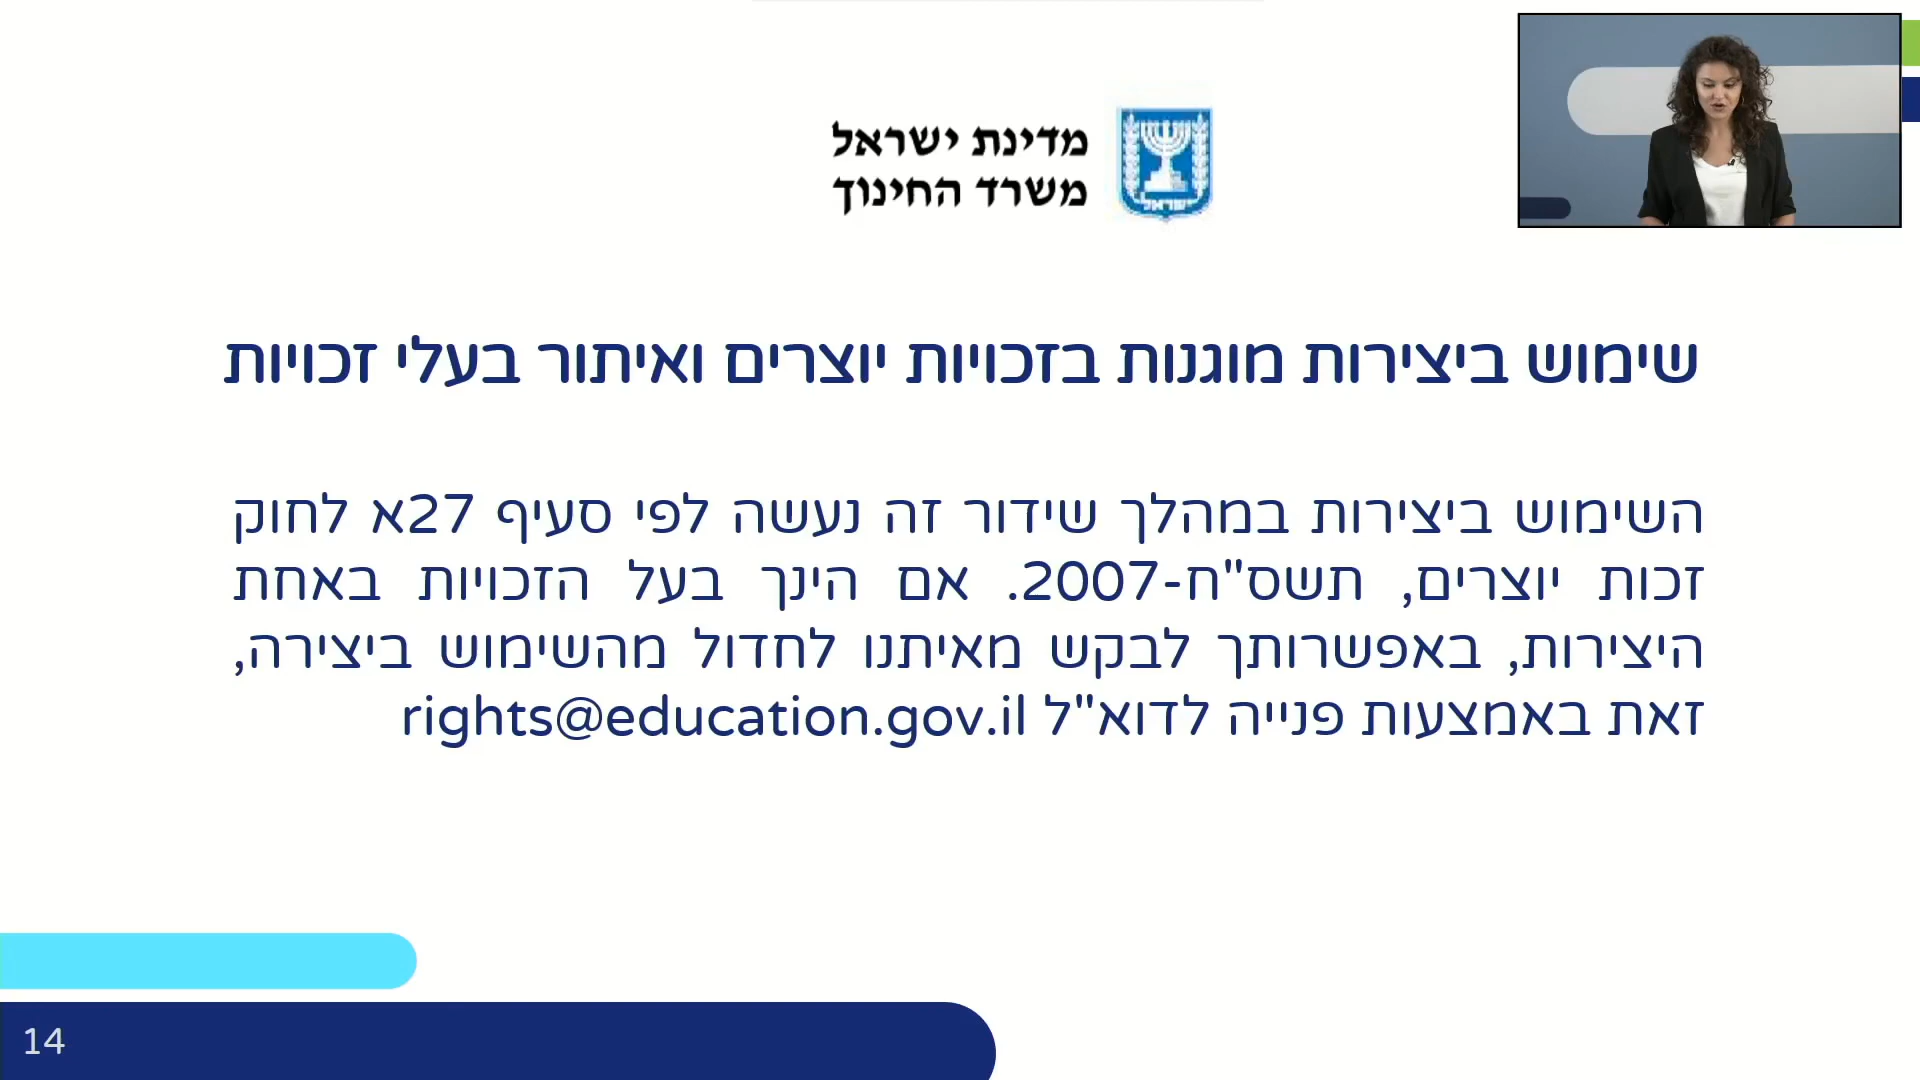 מדינת ישראל
משרד החינוך
ישראל
שימוש ביצירות מוגנות בזכויות יוצרים ואיתור בעלי זכויות
השימוש ביצירות במהלך שידור זה נעשה לפי סעיף 27א לחוק
זכות יוצרים, תשס"ח-2007. אם הינך בעל הזכויות באחת
היצירות, באפשרותך לבקש מאיתנו לחדול מהשימוש ביצירה,
זאת באמצעות פנייה לדוא"ל rights@education.gov.il
14